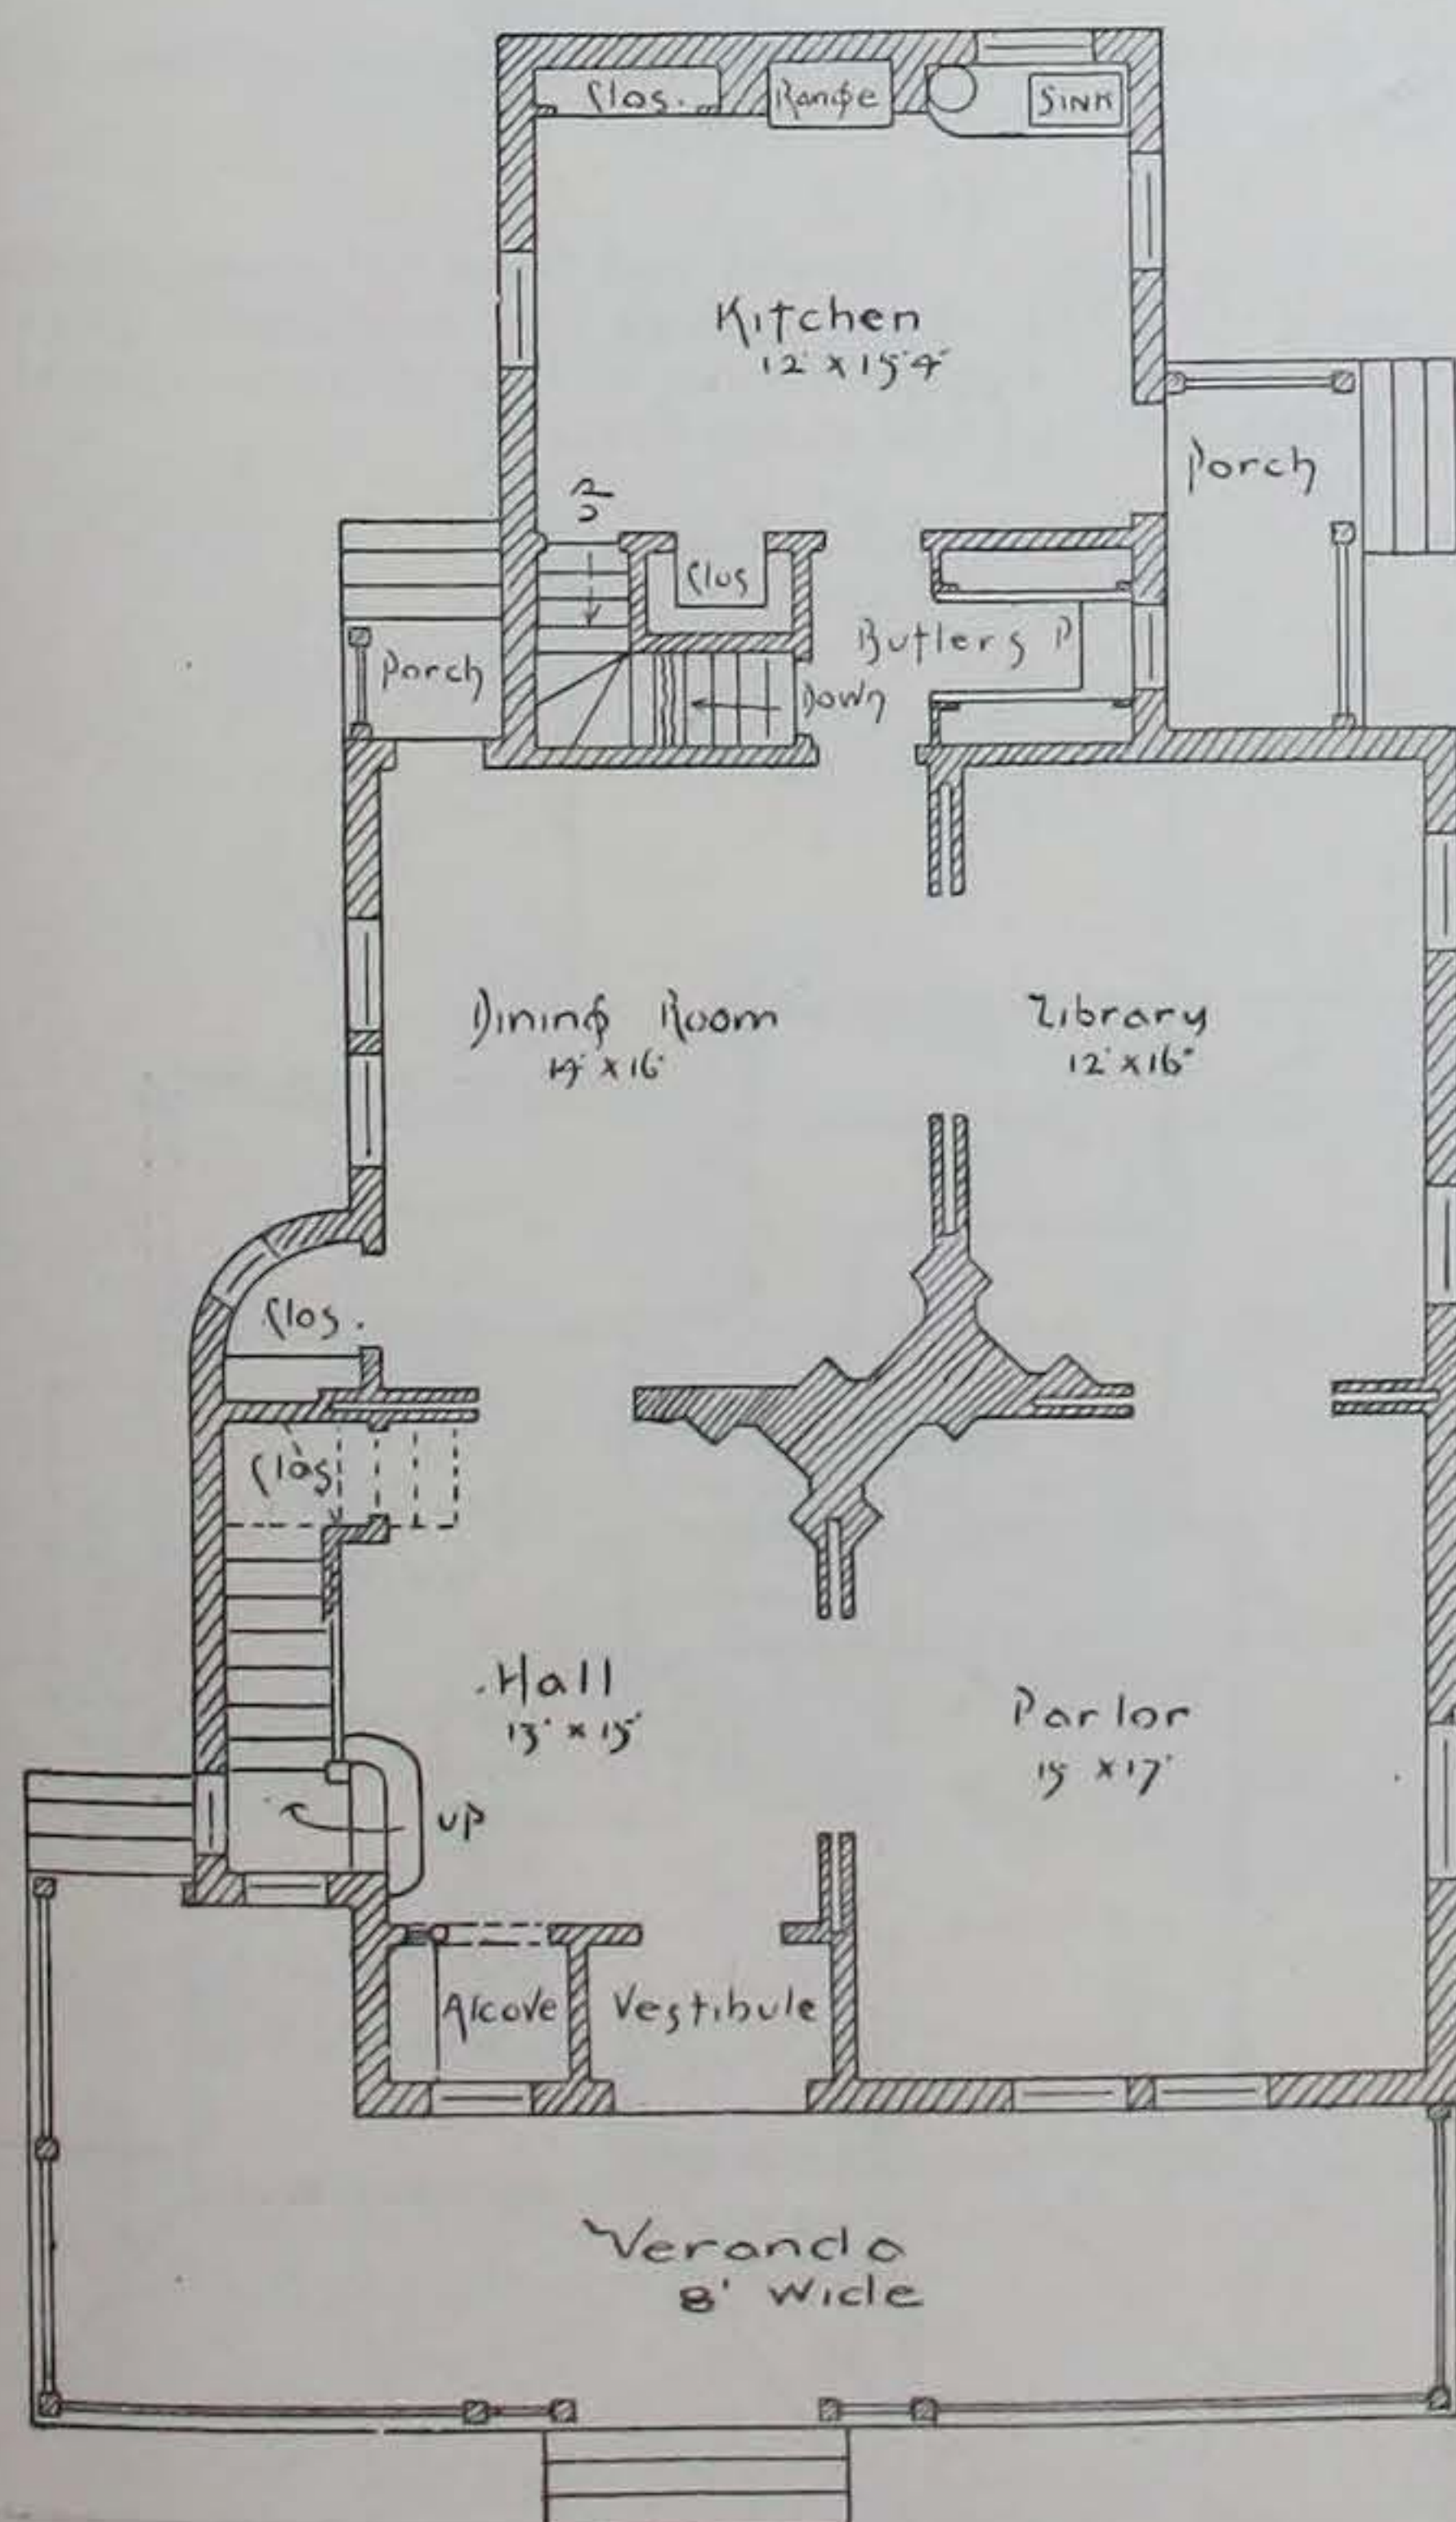 Clos.
Range
SINK
Kitchen
12' x 15'4"
Porch
UP
Clos
Porch
Butlers P
Down
Dining Room
14' x 16'
Library
12' x 16'
Clos.
Clos
Hall
13' x 15'
Parlor
15' x 17'
UP
Alcove
Vestibule
Veranda
8' Wide